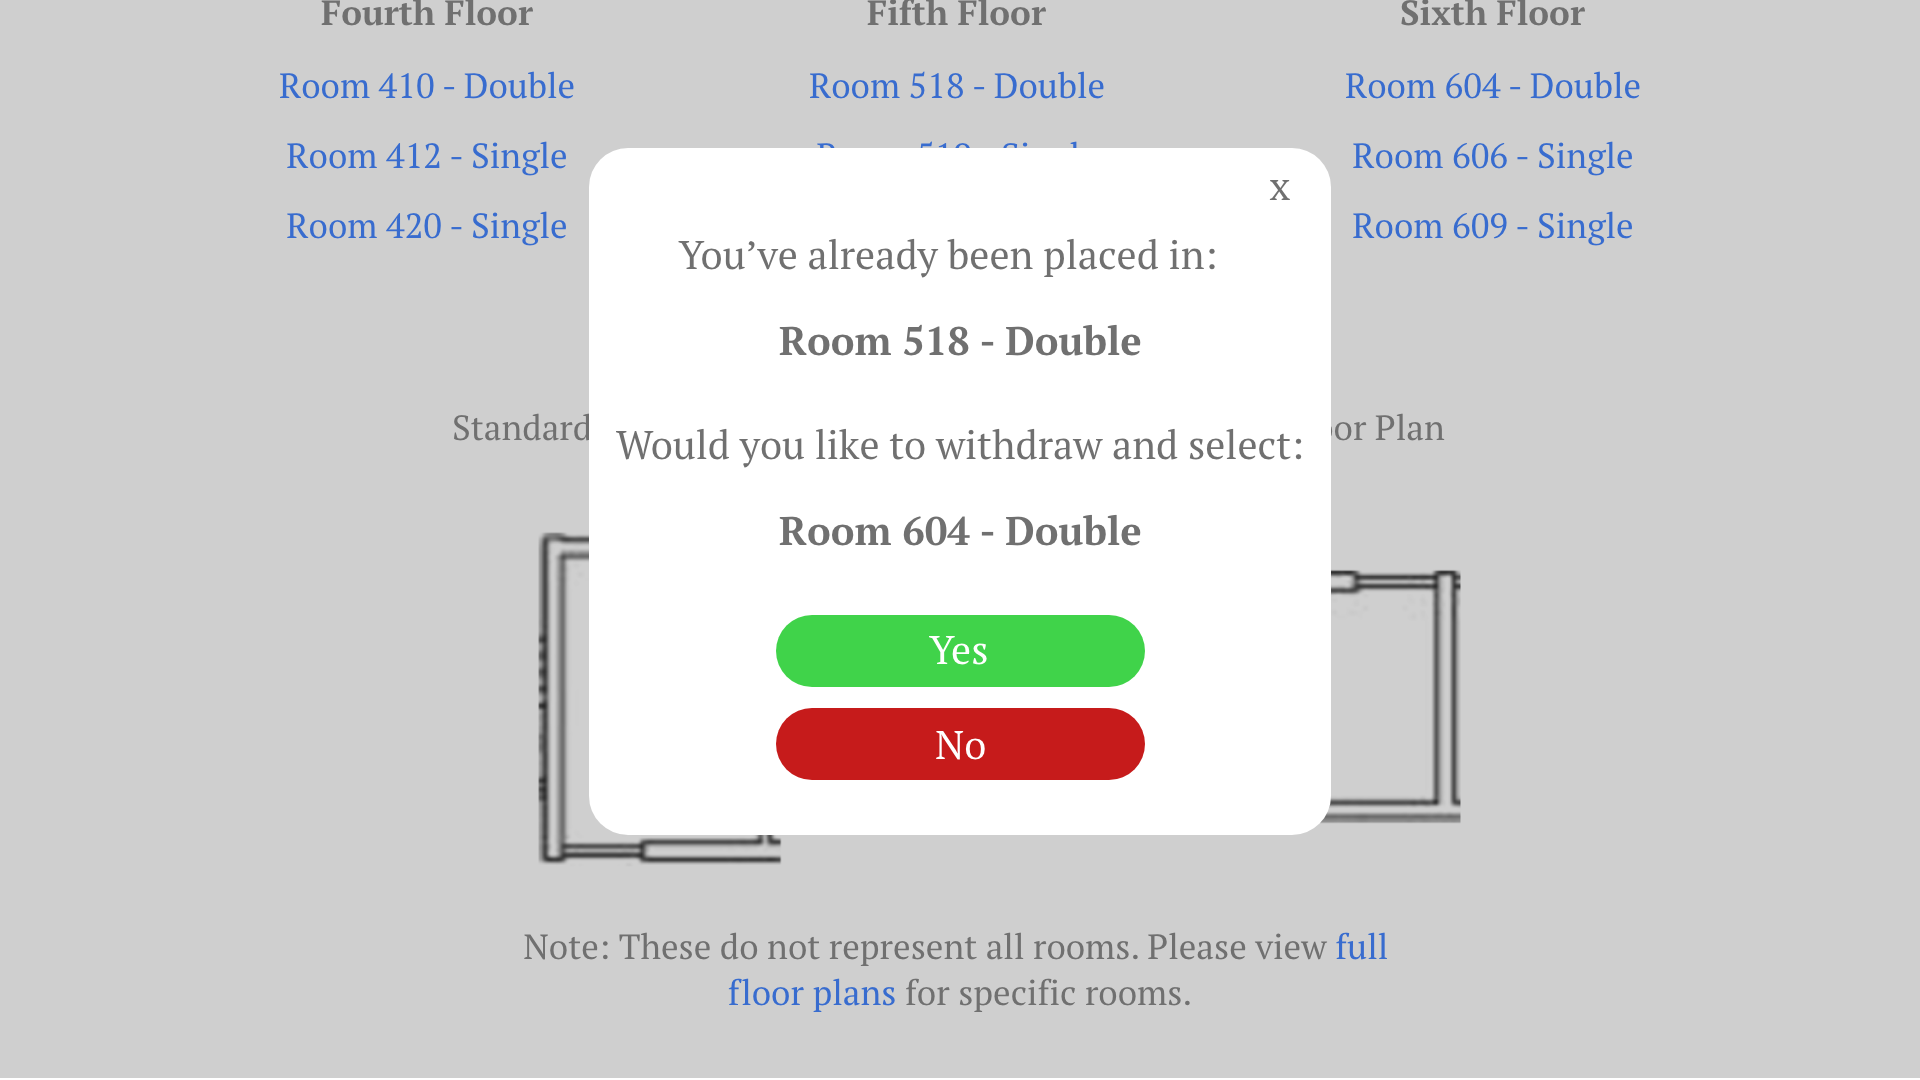 Fourth Floor
Fifth Floor
Sixth Floor
Room 410 - Double
Room 518 - Double
Room 604 - Double
Room 412 - Single
Room 606 - Single
Room 420 - Single
Room 609 - Single
x
You’ve already been placed in:
Room 518 - Double
Standard
Plan
Would you like to withdraw and select:
Room 604 - Double
Yes
No
Note: These do not represent all rooms. Please view full
floor plans for specific rooms.